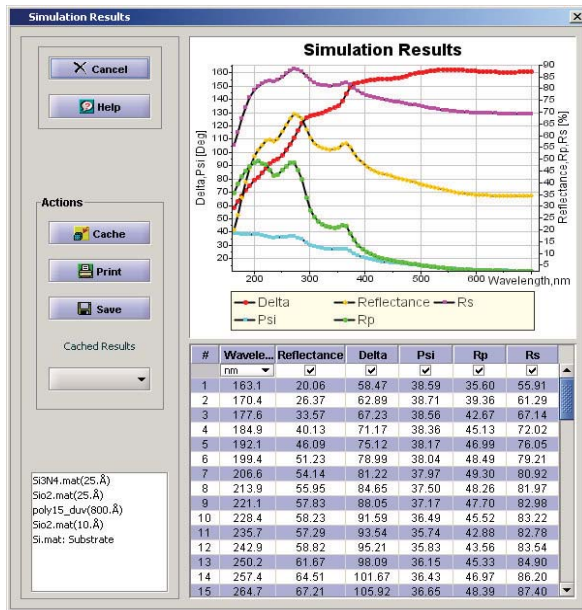 Simulation Results
Cancel
Help
Actions
Cache
Print
Save
Cached Results
Si3N4.mat(25.Å)
Sio2.mat(25.Å)
poly15_duv(800.Å)
Sio2.mat(10.Å)
Si.mat: Substrate
Simulation Results
Delta,Psi [Deg]
160
150
140
130
120
110
100
90
80
70
60
50
40
30
20
90
85
80
75
70
65
60
55
50
45
40
35
30
25
20
15
10
5
Reflectance,Rp,Rs [%]
200 300 400 500 600 Wavelength,nm
Delta Reflectance Rs
Psi Rp
# Wavele... Reflectance Delta Psi Rp Rs
nm
1 163.1 20.06 58.47 38.59 35.60 55.91
2 170.4 26.37 62.89 38.71 39.36 61.29
3 177.6 33.57 67.23 38.56 42.67 67.14
4 184.9 40.13 71.17 38.36 45.13 72.02
5 192.1 46.09 75.12 38.17 46.99 76.05
6 199.4 51.23 78.99 38.04 48.49 79.21
7 206.6 54.14 81.22 37.97 49.30 80.92
8 213.9 55.95 84.65 37.50 48.26 81.97
9 221.1 57.83 88.05 37.17 47.70 82.98
10 228.4 58.23 91.59 36.49 45.52 83.22
11 235.7 57.29 93.54 35.74 42.88 82.78
12 242.9 58.82 95.21 35.83 43.56 83.54
13 250.2 61.67 98.09 36.15 45.33 84.90
14 257.4 64.51 101.67 36.43 46.97 86.20
15 264.7 67.21 105.92 36.65 48.39 87.40